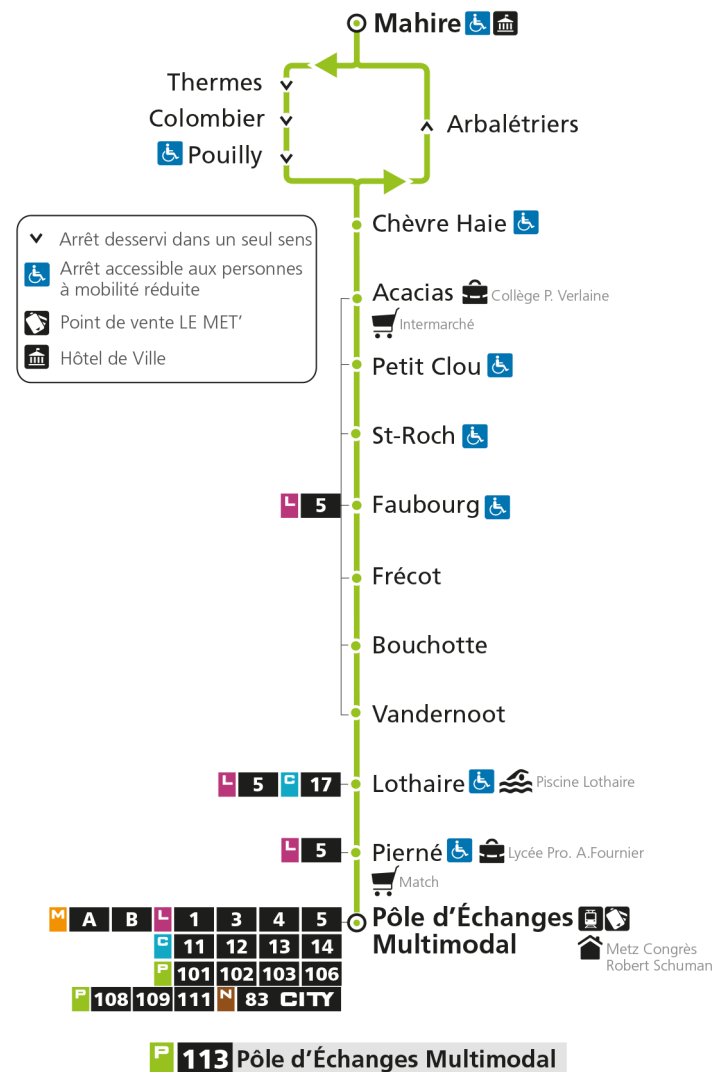 Mahire
Thermes
Colombier
Arbalétriers
Pouilly
Chèvre Haie
Arrêt desservi dans un seul sens
Arrêt accessible aux personnes
à mobilité réduite
Point de vente LE MET'
Hôtel de Ville
Acacias Collège P. Verlaine
Intermarché
Petit Clou
St-Roch
L 5 Faubourg
Frécot
Bouchotte
Vandernoot
L 5 C 17 Lothaire Piscine Lothaire
L 5 Pierné Lycée Pro. A.Fournier
Match
M A B L 1 3 4 5 Pôle d'Échanges
C 11 12 13 14 Multimodal
Metz Congrès
Robert Schuman
P 101 102 103 106
P 108 109 111 N 83 CITY
P 113 Pôle d'Échanges Multimodal